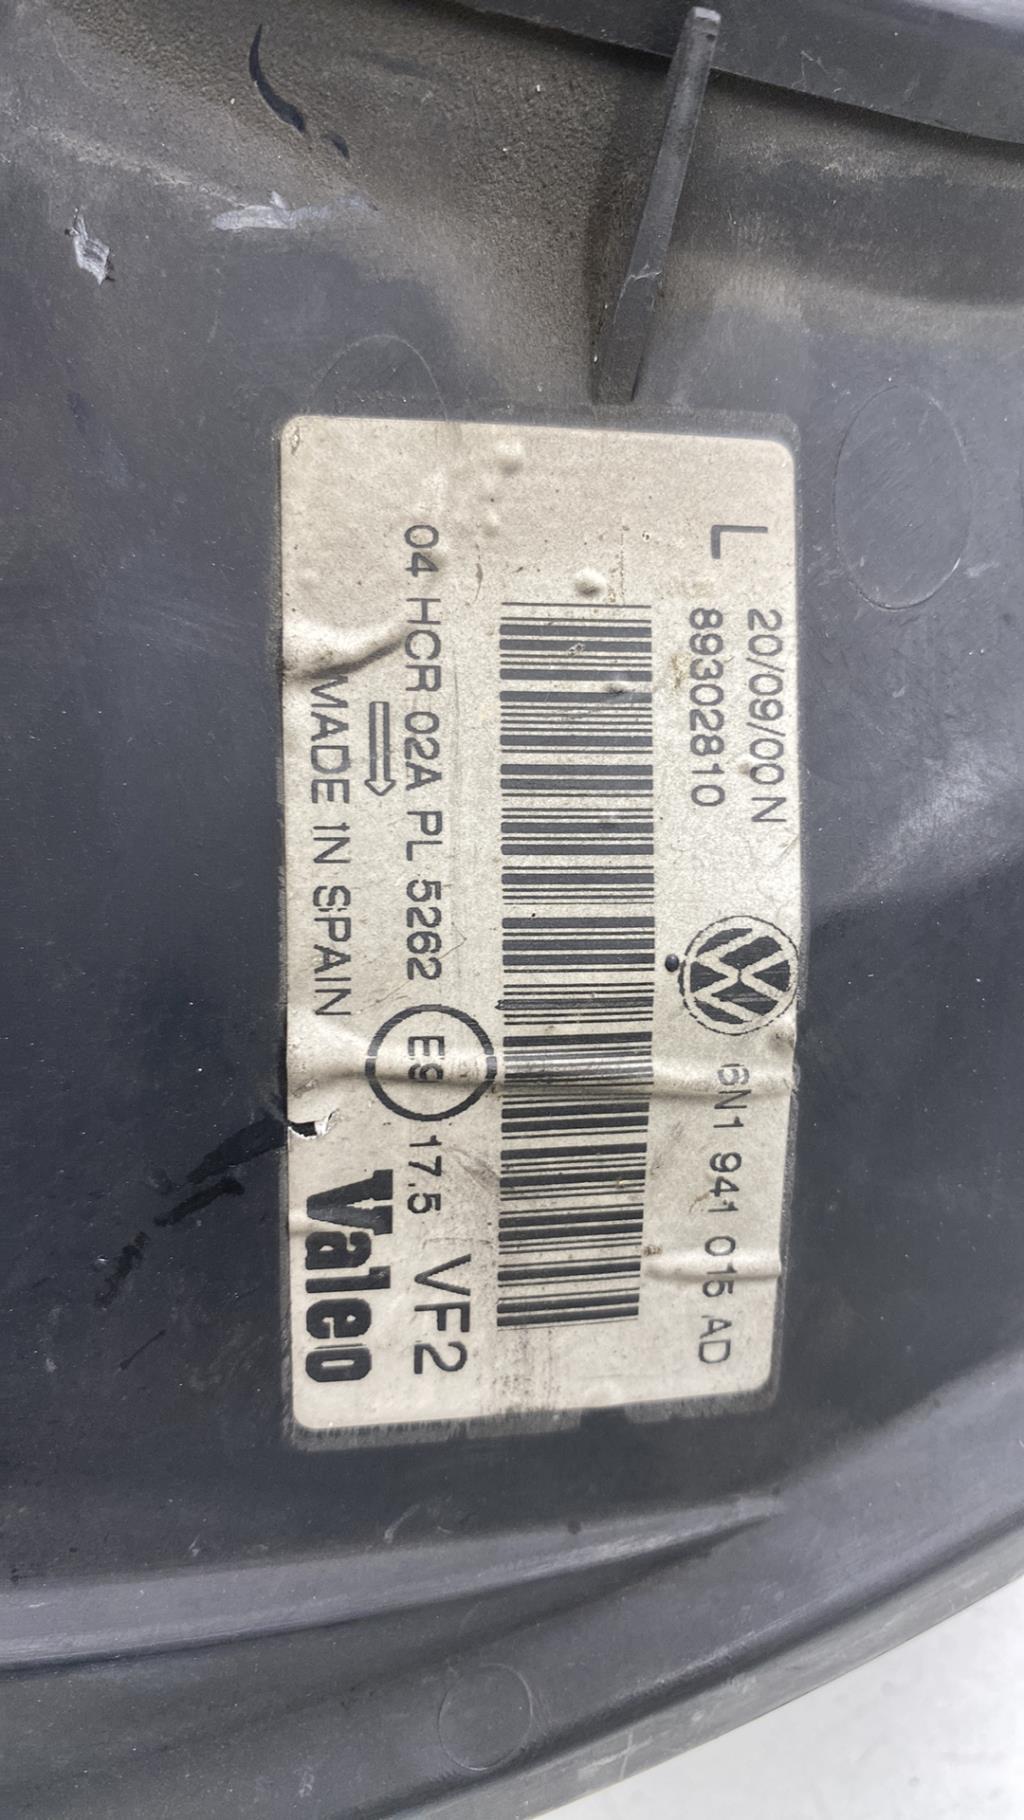 20/09/00 N
L 89302810
6N1 941 015 AD
04 HCR 02A PL 5262 E9 17.5 VF2
MADE IN SPAIN
Valeo